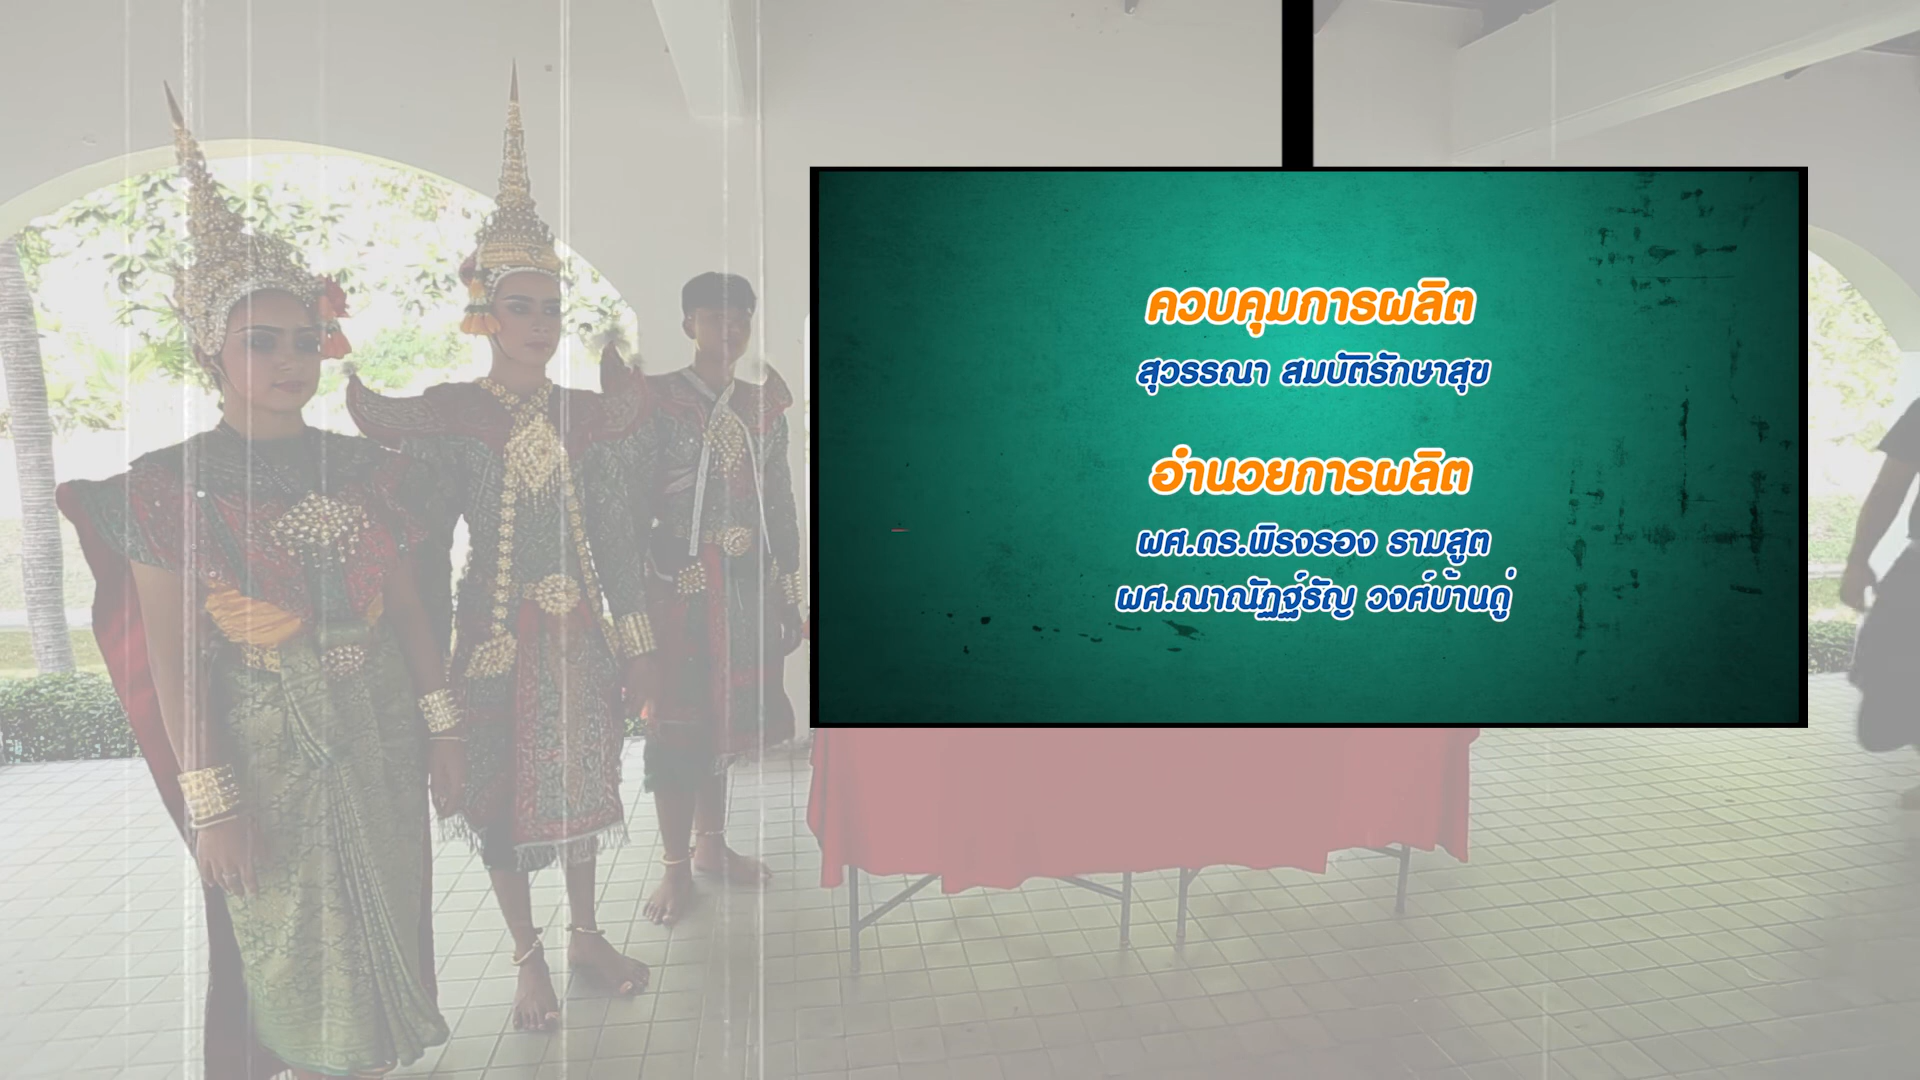 ควบคุมการผลิต
สุวรรณา สมบัติรักษาสุข
อำนวยการผลิต
ผศ.ดร.พิรงรอง รามสูต
ผศ.ณาณัฏฐ์ธัญ วงศ์บ้านดู่